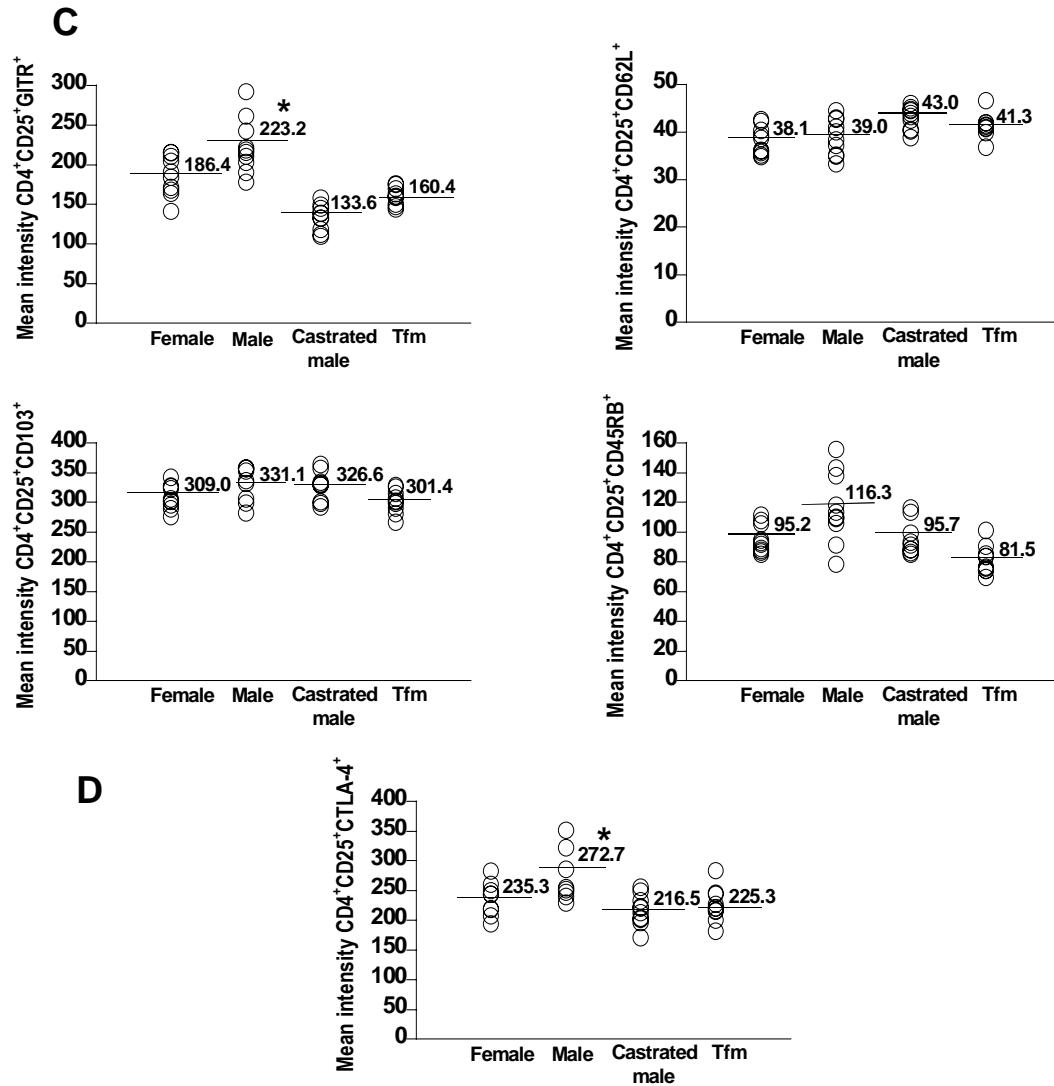 C
Mean intensity CD4+CD25+GITR+
300
250
200
150
100
50
0
186.4
*
223.2
133.6
160.4
Female
Male
Castrated
male
Tfm
Mean intensity CD4+CD25+CD62L+
50
40
30
20
10
0
38.1
39.0
43.0
41.3
Female
Male
Castrated
male
Tfm
Mean intensity CD4+CD25+CD103+
400
350
300
250
200
150
100
50
0
309.0
331.1
326.6
301.4
Female
Male
Castrated
male
Tfm
Mean intensity CD4+CD25+CD45RB+
160
140
120
100
80
60
40
20
0
95.2
116.3
95.7
81.5
Female
Male
Castrated
male
Tfm
D
Mean intensity CD4+CD25+CTLA-4+
400
350
300
250
200
150
100
50
0
235.3
*
272.7
216.5
225.3
Female
Male
Castrated
male
Tfm